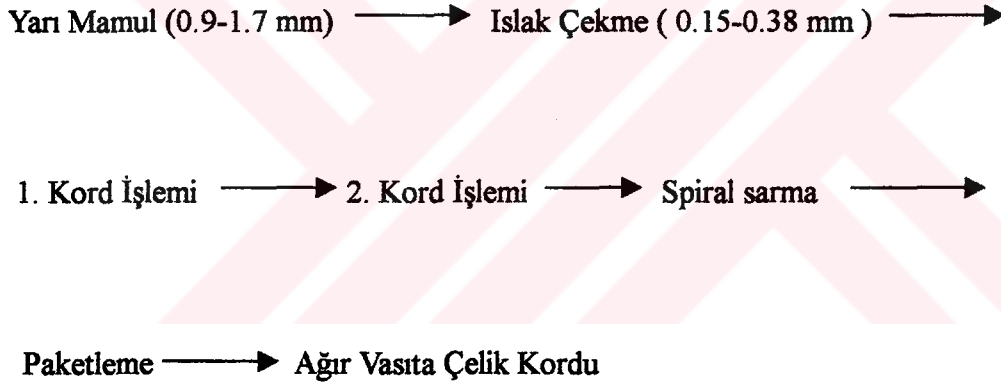 Yarı Mamul (0.9-1.7 mm) → Islak Çekme ( 0.15-0.38 mm ) →
1. Kord İşlemi → 2. Kord İşlemi → Spiral sarma →
Paketleme → Ağır Vasıta Çelik Kordu